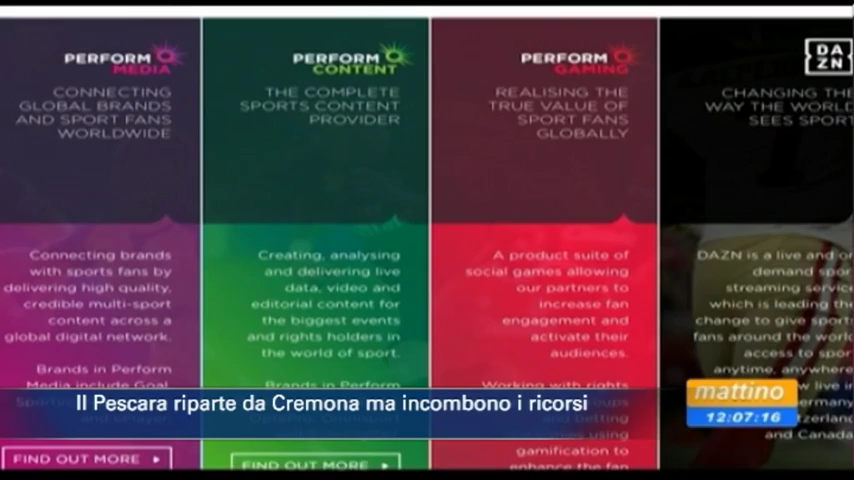 PERFORM
MEDIA
CONNECTING
GLOBAL BRANDS
AND SPORT FANS
WORLDWIDE
Connecting brands
with sports fans by
delivering high quality,
credible multi-sport
content across a
global digital network.
Brands in Perform
Media include Goal,
FIND OUT MORE
PERFORM
CONTENT
THE COMPLETE
SPORTS CONTENT
PROVIDER
Creating, analysing
and delivering live
data, video and
editorial content for
the biggest events
and rights holders in
the world of sport.
Brands in Perform
FIND OUT MORE
PERFORM
GAMING
REALISING THE
TRUE VALUE OF
SPORT FANS
GLOBALLY
A product suite of
social games allowing
our partners to
increase fan
engagement and
activate their
audiences.
Working with rights
using
gamification to
enhance the fan
DAZN
CHANGING THE
WAY THE WORLD
SEES SPORT
DAZN is a live and on
demand spor
streaming service
which is leading the
change to give sports
fans around the world
access to spor
anytime, anywhere
live in
and Canada
Il Pescara riparte da Cremona ma incombono i ricorsi
mattino
12:07:16